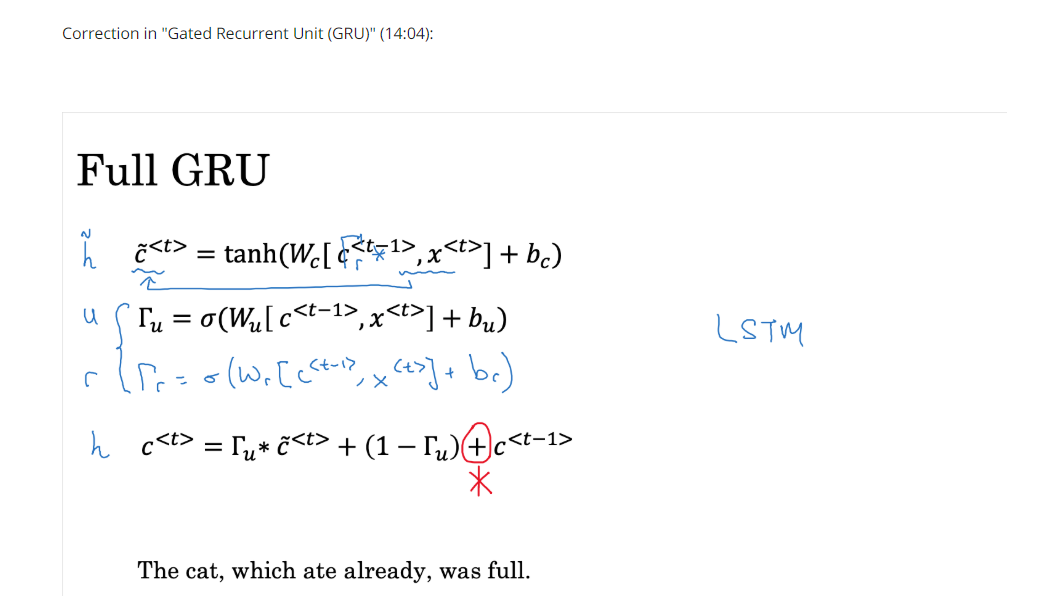 Correction in "Gated Recurrent Unit (GRU)" (14:04):
Full GRU
h̃ c̃<t> = tanh(Wc[ Γr * c<t−1>, x<t>] + bc)
u Γu = σ(Wu[ c<t−1>, x<t>] + bu)
LSTM
r Γr = σ(Wr[ c<t−1>, x<t>] + br)
h c<t> = Γu * c̃<t> + (1 − Γu) + c<t−1>
*
The cat, which ate already, was full.